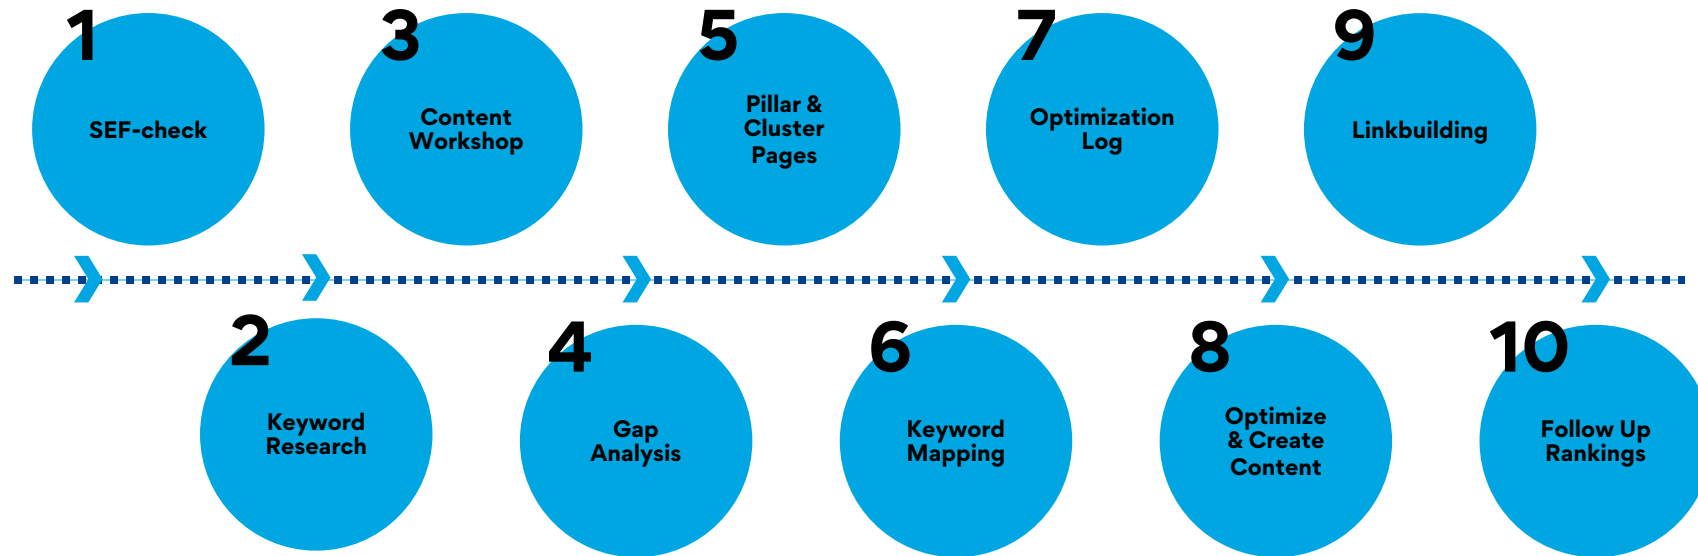 1
SEF-check
2
Keyword
Research
3
Content
Workshop
4
Gap
Analysis
5
Pillar &
Cluster
Pages
6
Keyword
Mapping
7
Optimization
Log
8
Optimize
& Create
Content
9
Linkbuilding
10
Follow Up
Rankings